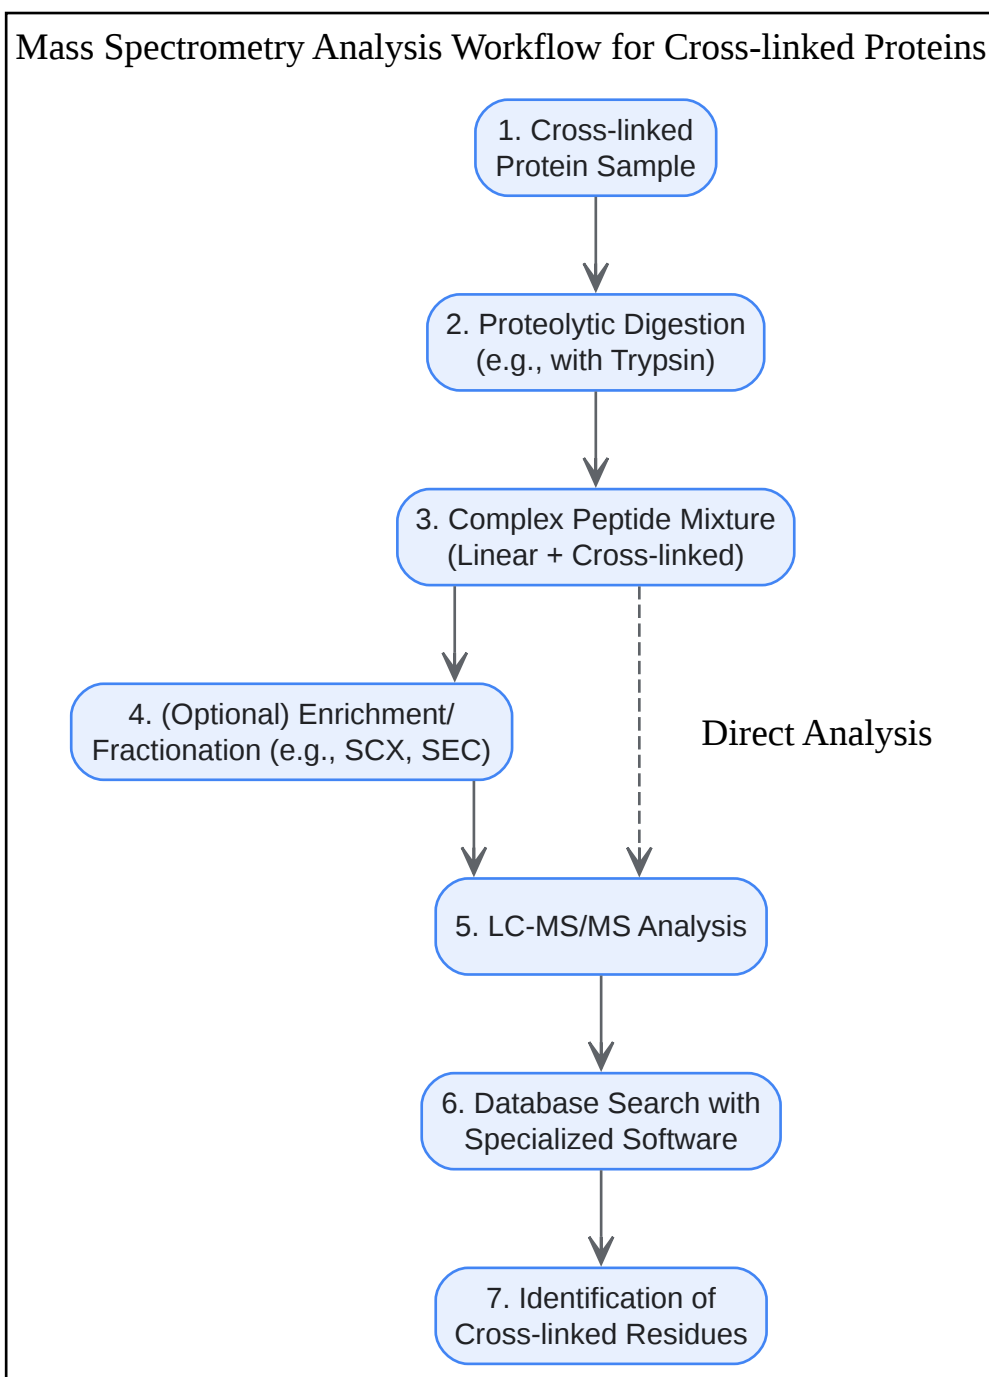 Mass Spectrometry Analysis Workflow for Cross-linked Proteins
1. Cross-linked
Protein Sample
2. Proteolytic Digestion
(e.g., with Trypsin)
3. Complex Peptide Mixture
(Linear + Cross-linked)
4. (Optional) Enrichment/
Fractionation (e.g., SCX, SEC)
Direct Analysis
5. LC-MS/MS Analysis
6. Database Search with
Specialized Software
7. Identification of
Cross-linked Residues